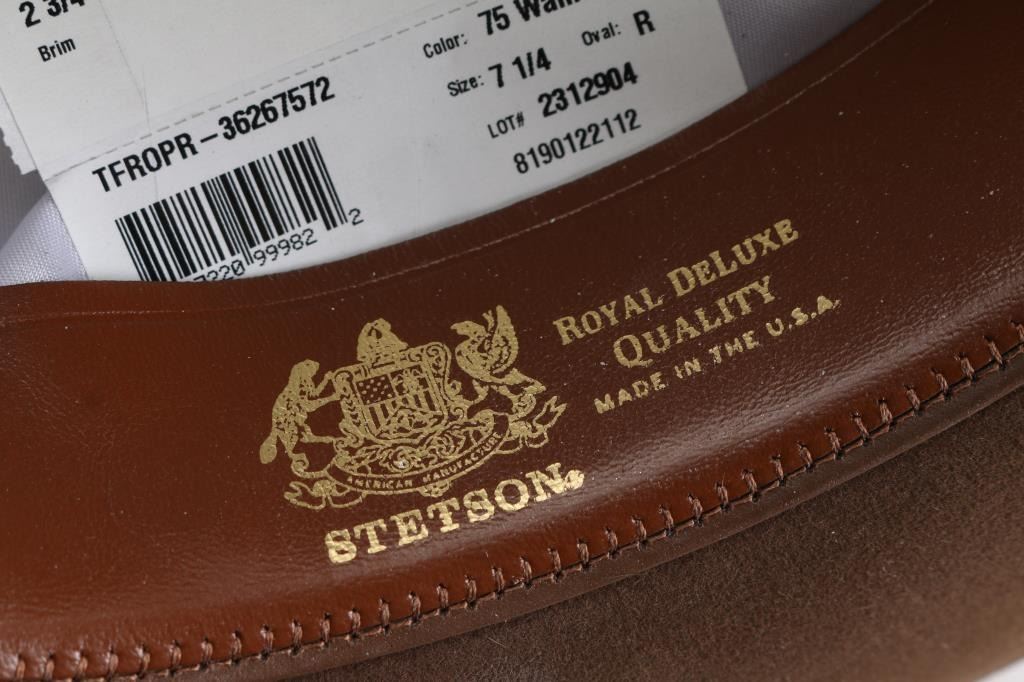 2 3/4
Brim
Color: 75
Size: 7 1/4 Oval: R
TFROPR-36267572
LOT# 2312904
8190122112
7220 99982 2
ROYAL DELUXE
QUALITY
MADE IN THE U.S.A.
AMERICAN MANUFACTURE
STETSON